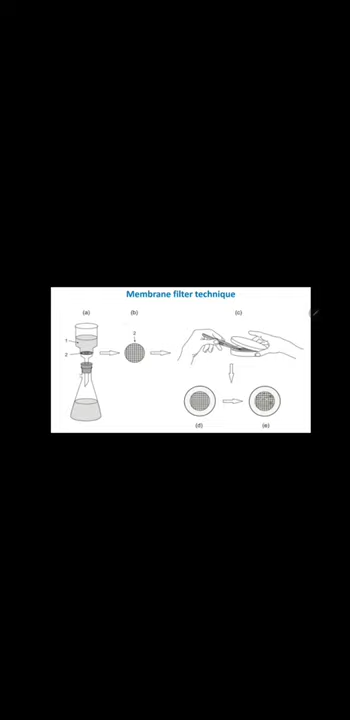 Membrane filter technique
(a) (b) (c)
1
2
2
(d) (e)